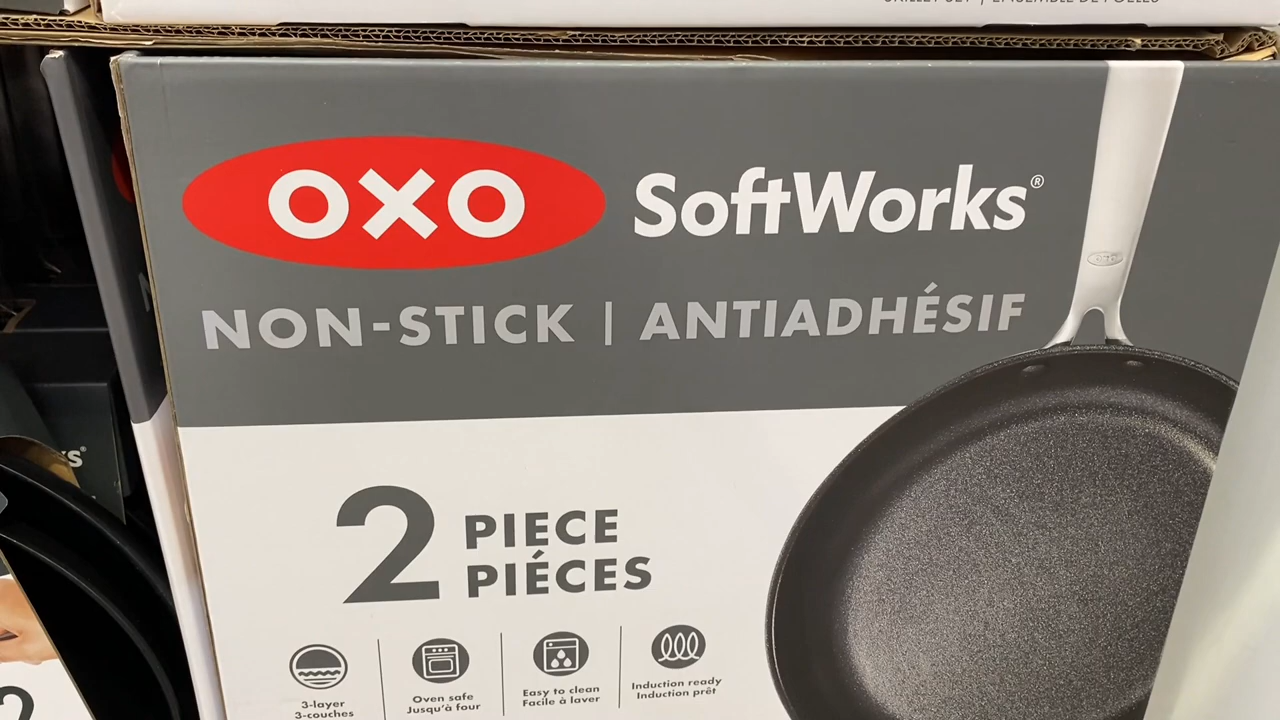 OXO SoftWorks®
NON-STICK | ANTIADHÉSIF
2 PIECE
PIÉCES
3-layer
3-couches
Oven safe
Jusqu'à four
Easy to clean
Facile à laver
Induction ready
Induction prêt